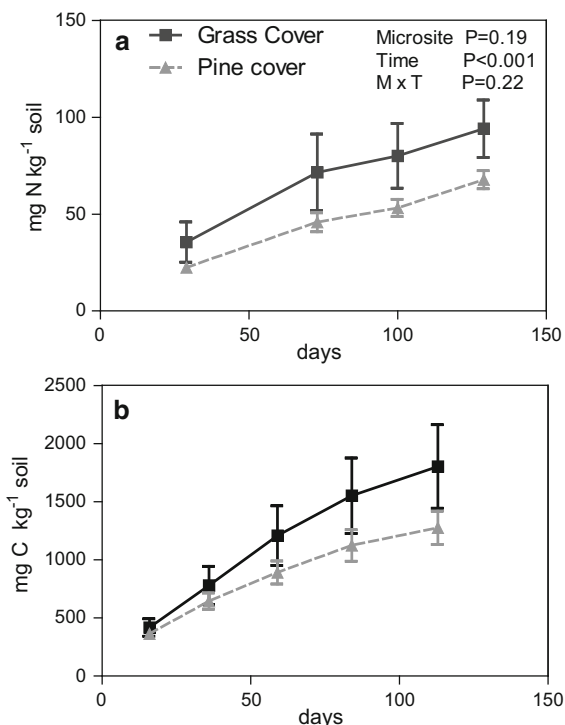 a
Grass Cover
Pine cover
Microsite P=0.19
Time P<0.001
M x T P=0.22
mg N kg⁻¹ soil
150
100
50
0
0 50 100 150
days
b
mg C kg⁻¹ soil
2500
2000
1500
1000
500
0
0 50 100 150
days